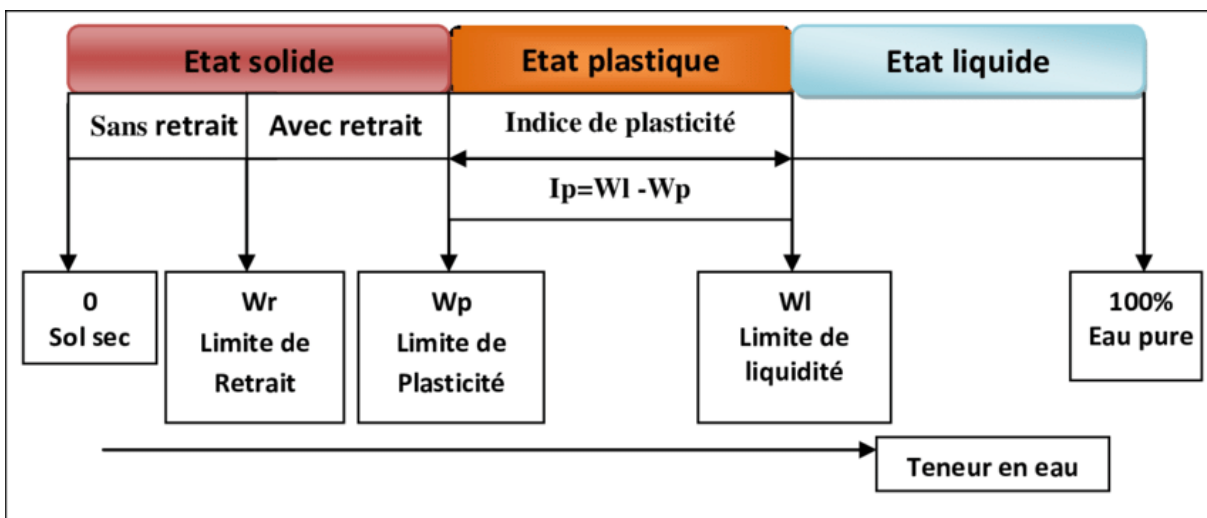 Etat solide
Etat plastique
Etat liquide
Sans retrait
Avec retrait
Indice de plasticité
Ip=Wl -Wp
0
Sol sec
Wr
Limite de
Retrait
Wp
Limite de
Plasticité
Wl
Limite de
liquidité
100%
Eau pure
Teneur en eau